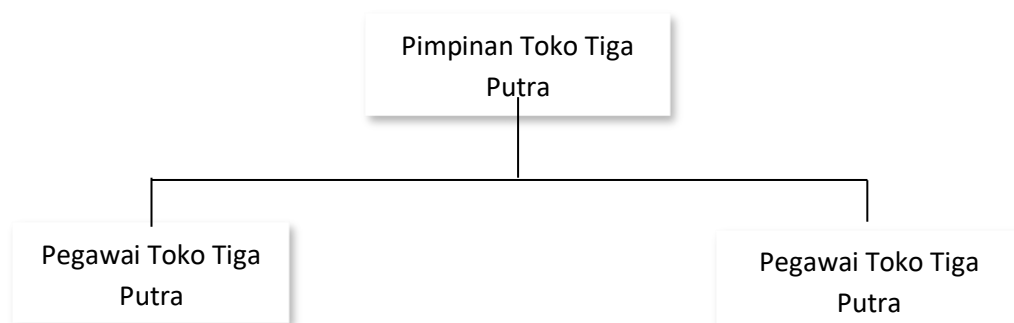 Pimpinan Toko Tiga
Putra
Pegawai Toko Tiga
Putra
Pegawai Toko Tiga
Putra